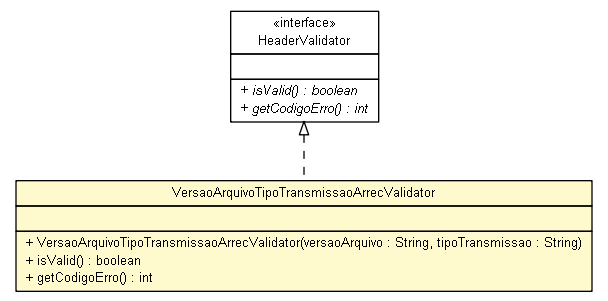 «interface»
HeaderValidator
+ isValid() : boolean
+ getCodigoErro() : int
VersaoArquivoTipoTransmissaoArrecValidator
+ VersaoArquivoTipoTransmissaoArrecValidator(versaoArquivo : String, tipoTransmissao : String)
+ isValid() : boolean
+ getCodigoErro() : int